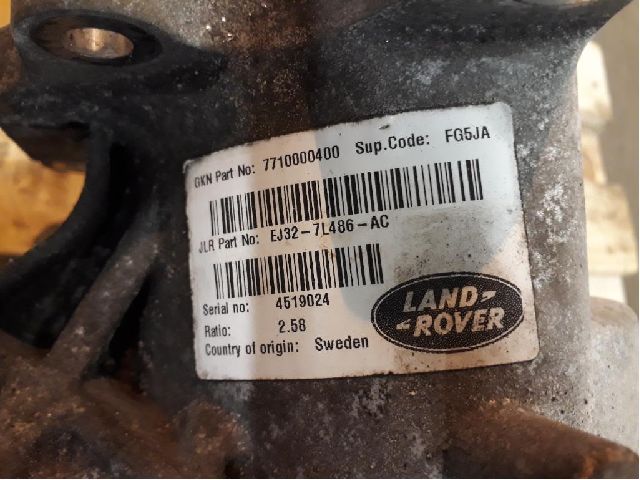 GKN Part No: 7710000400 Sup.Code: FG5JA
JLR Part No: EJ32-7L486-AC
Serial no: 4519024
Ratio: 2.58
Country of origin: Sweden
LAND
ROVER